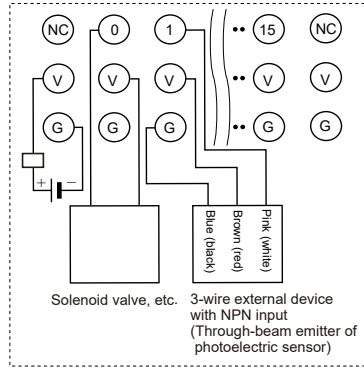 NC 0 1 •• 15 NC
V V V •• V V
G G G •• G G
+ −
Blue (black)
Brown (red)
Pink (white)
Solenoid valve, etc.
3-wire external device
with NPN input
(Through-beam emitter of
photoelectric sensor)